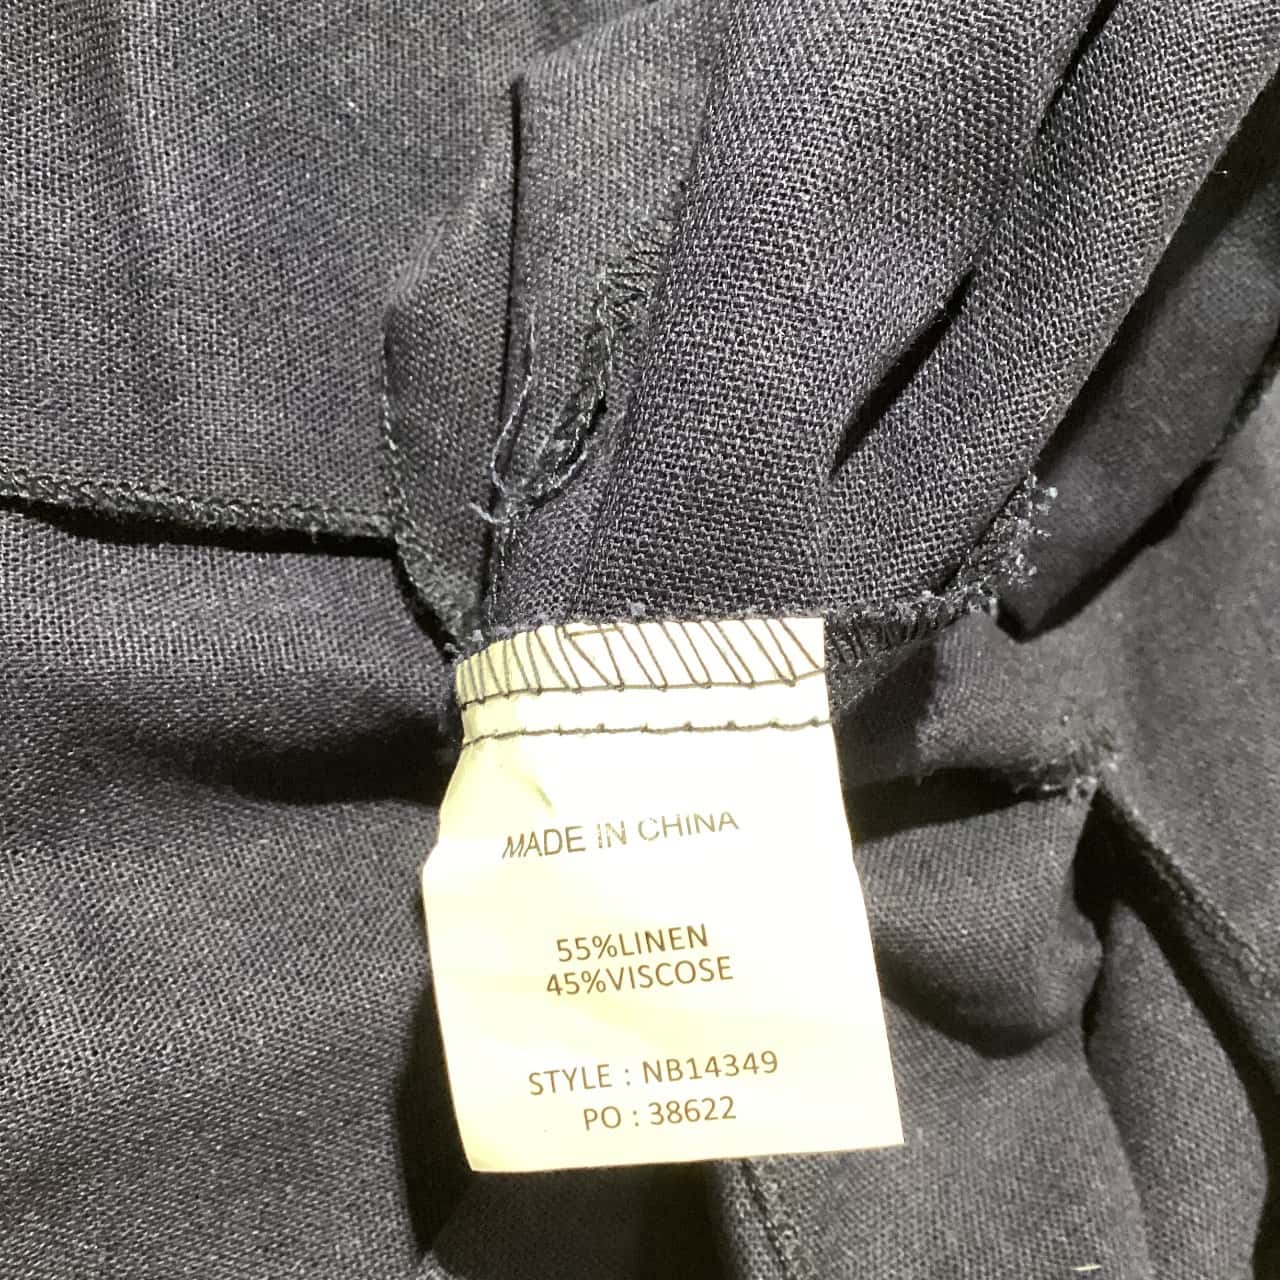 MADE IN CHINA
55%LINEN
45%VISCOSE
STYLE : NB14349
PO : 38622